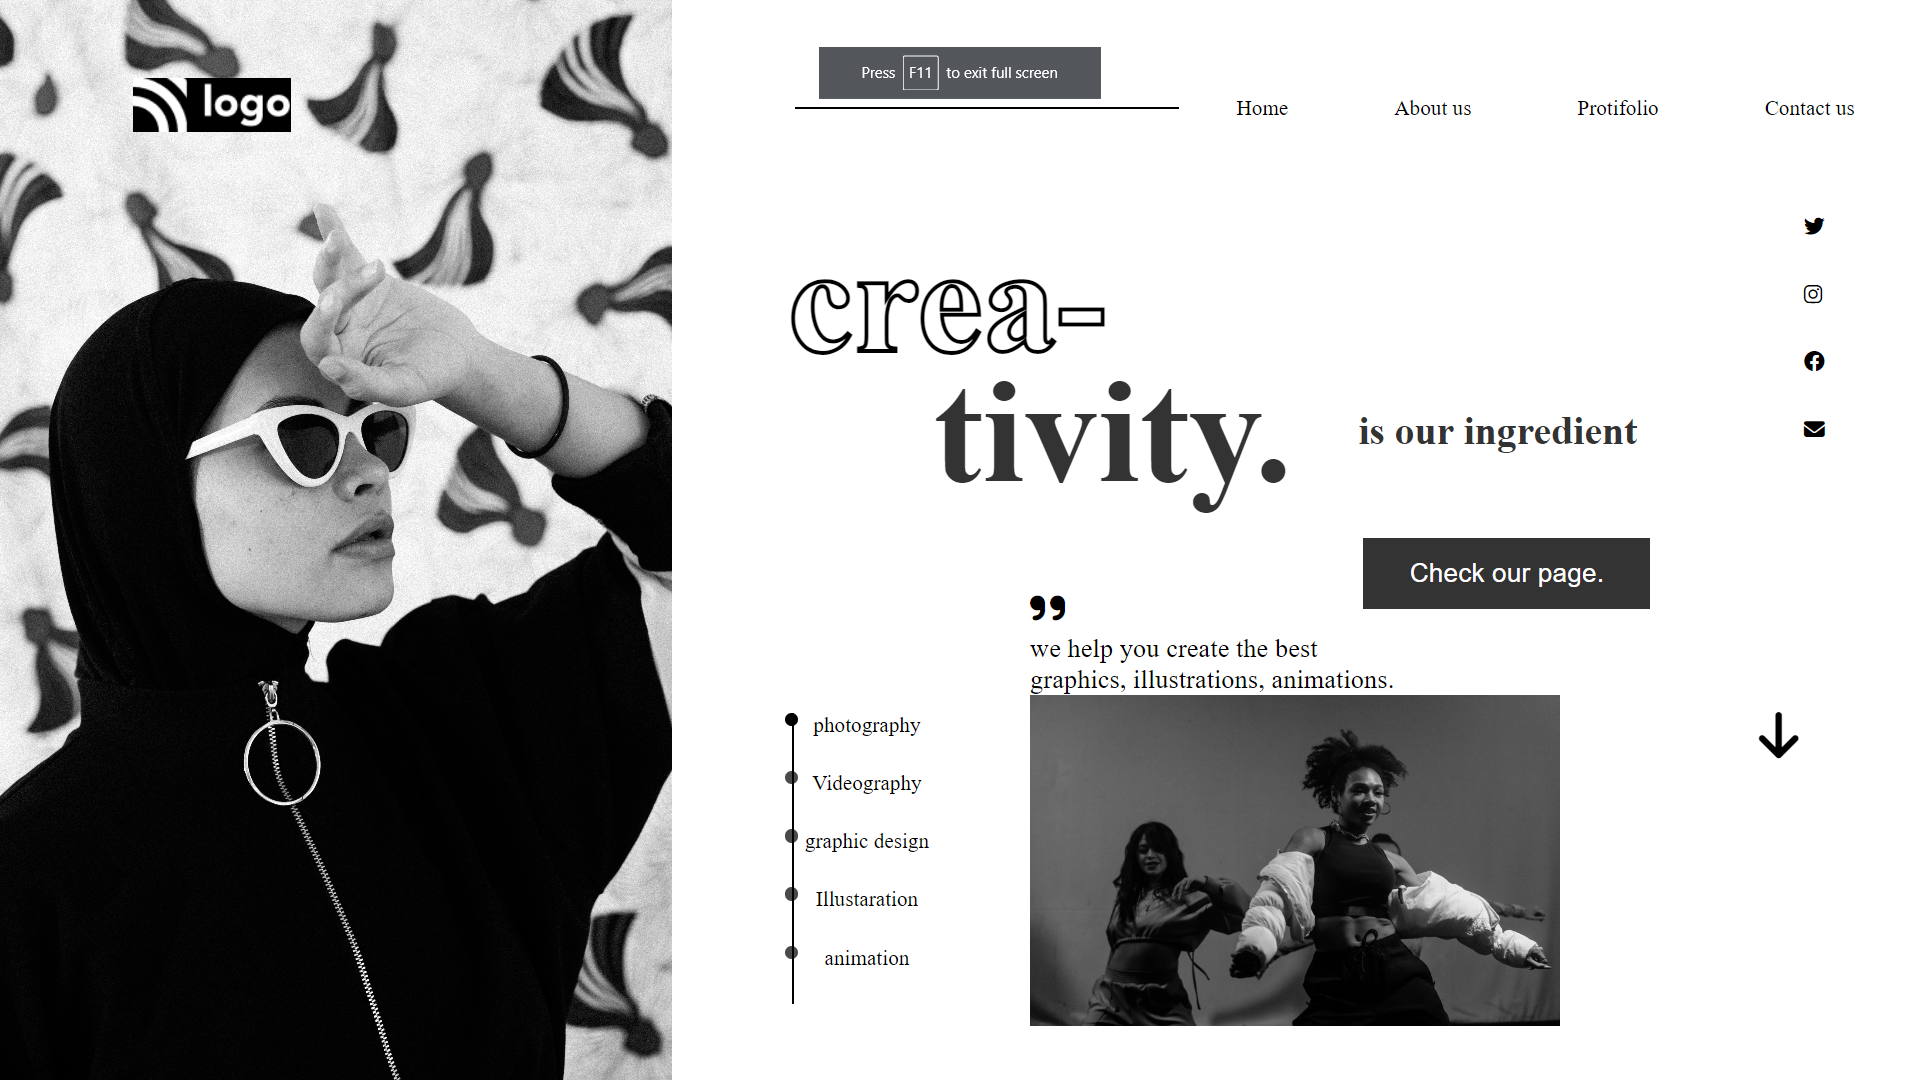 logo
Press F11 to exit full screen
Home About us Protifolio Contact us
crea-
tivity.
is our ingredient
Check our page.
”
we help you create the best
graphics, illustrations, animations.
photography
Videography
graphic design
Illustaration
animation